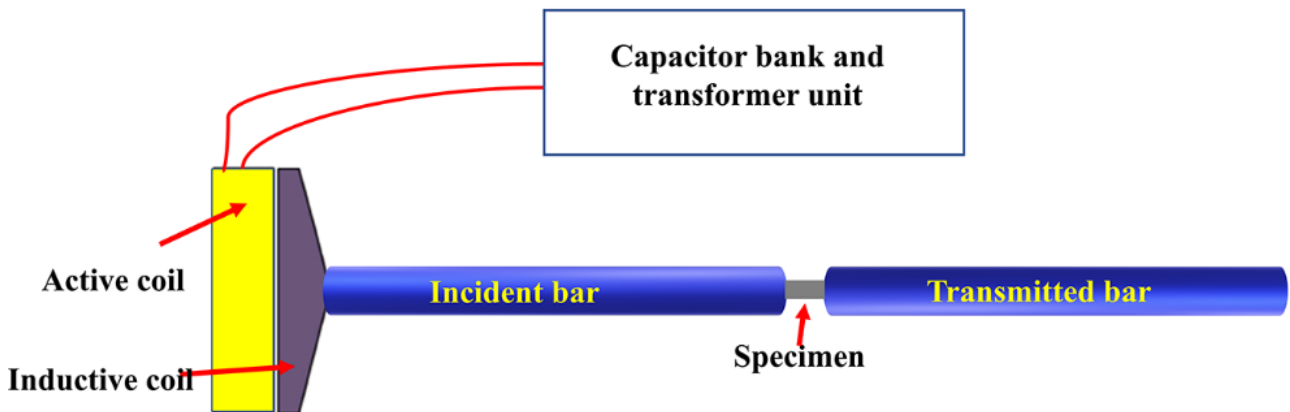 Capacitor bank and
transformer unit
Active coil
Incident bar
Transmitted bar
Specimen
Inductive coil